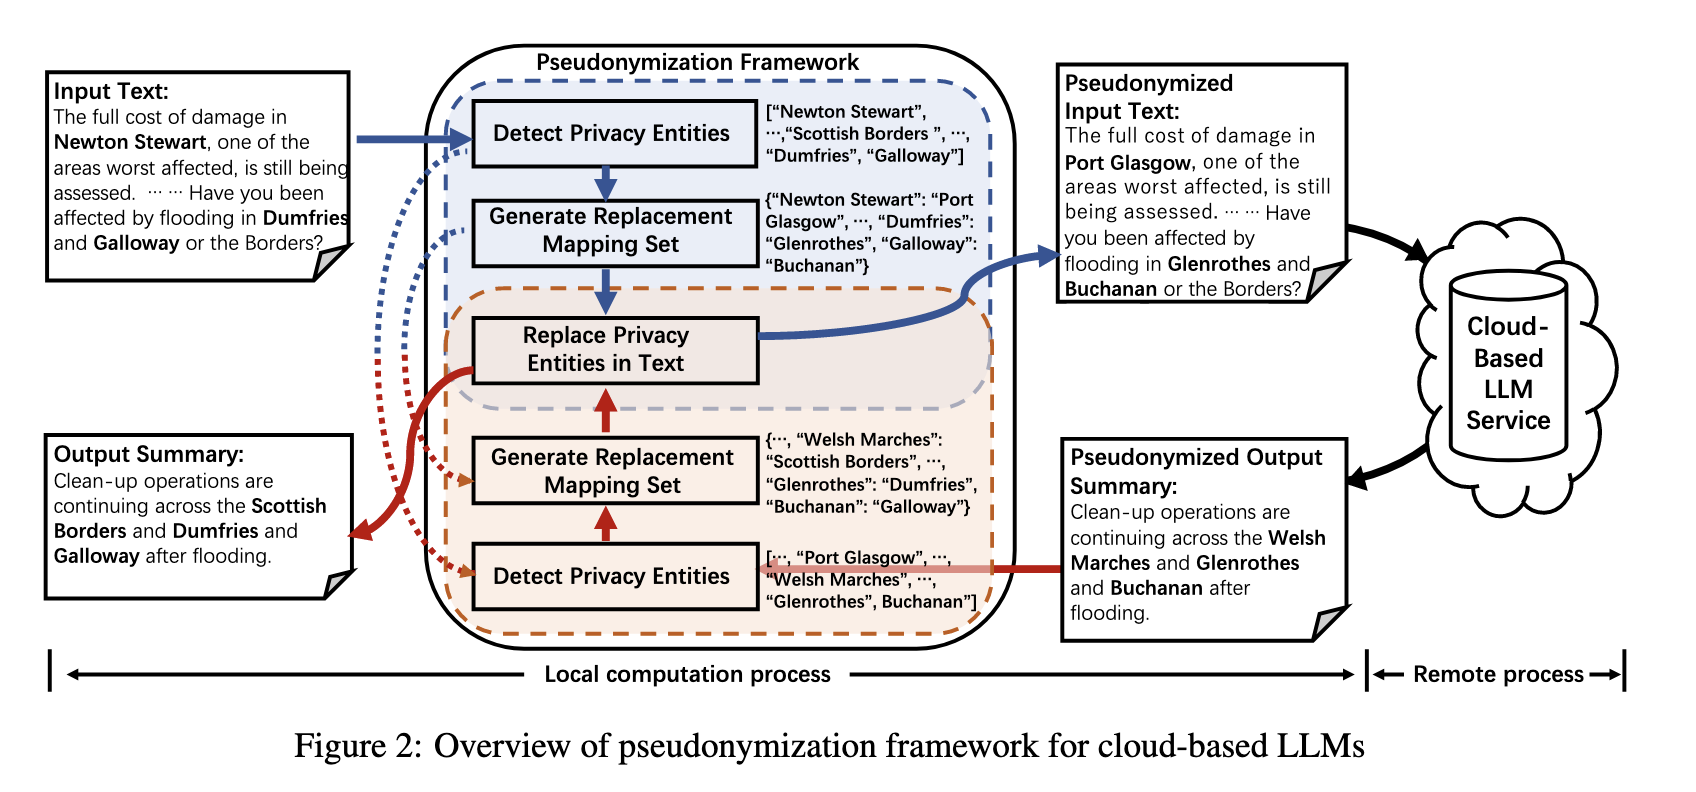 Pseudonymization Framework
Input Text:
The full cost of damage in
Newton Stewart, one of the
areas worst affected, is still being
assessed. ··· ··· Have you been
affected by flooding in Dumfries
and Galloway or the Borders?
Detect Privacy Entities
[“Newton Stewart”,
···,“Scottish Borders ”, ···,
“Dumfries”, “Galloway”]
Generate Replacement
Mapping Set
{“Newton Stewart”: “Port
Glasgow”, ···, “Dumfries”:
“Glenrothes”, “Galloway”:
“Buchanan”}
Replace Privacy
Entities in Text
Pseudonymized
Input Text:
The full cost of damage in
Port Glasgow, one of the
areas worst affected, is still
being assessed. ··· ··· Have
you been affected by
flooding in Glenrothes and
Buchanan or the Borders?
Cloud-
Based
LLM
Service
Pseudonymized Output
Summary:
Clean-up operations are
continuing across the Welsh
Marches and Glenrothes
and Buchanan after
flooding.
Detect Privacy Entities
[···, “Port Glasgow”, ···,
“Welsh Marches”, ···,
“Glenrothes”, Buchanan”]
Generate Replacement
Mapping Set
{···, “Welsh Marches”:
“Scottish Borders”, ···,
“Glenrothes”: “Dumfries”,
“Buchanan”: “Galloway”}
Output Summary:
Clean-up operations are
continuing across the Scottish
Borders and Dumfries and
Galloway after flooding.
Local computation process
Remote process
Figure 2: Overview of pseudonymization framework for cloud-based LLMs